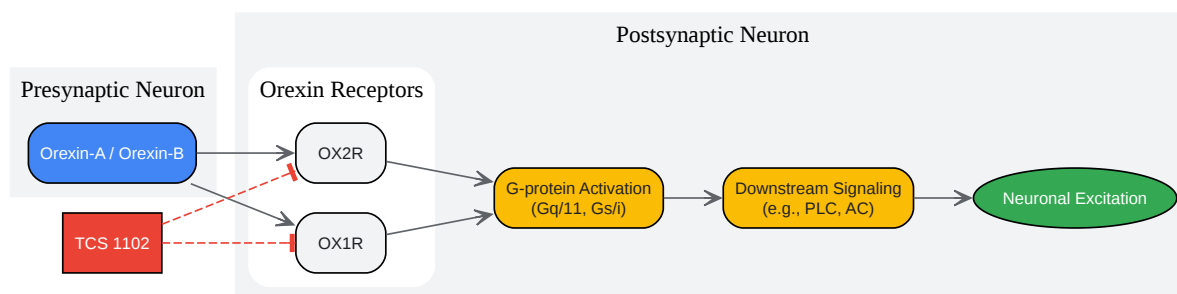 Postsynaptic Neuron
Presynaptic Neuron
Orexin Receptors
Orexin-A / Orexin-B
OX2R
G-protein Activation
(Gq/11, Gs/i)
Downstream Signaling
(e.g., PLC, AC)
Neuronal Excitation
TCS 1102
OX1R